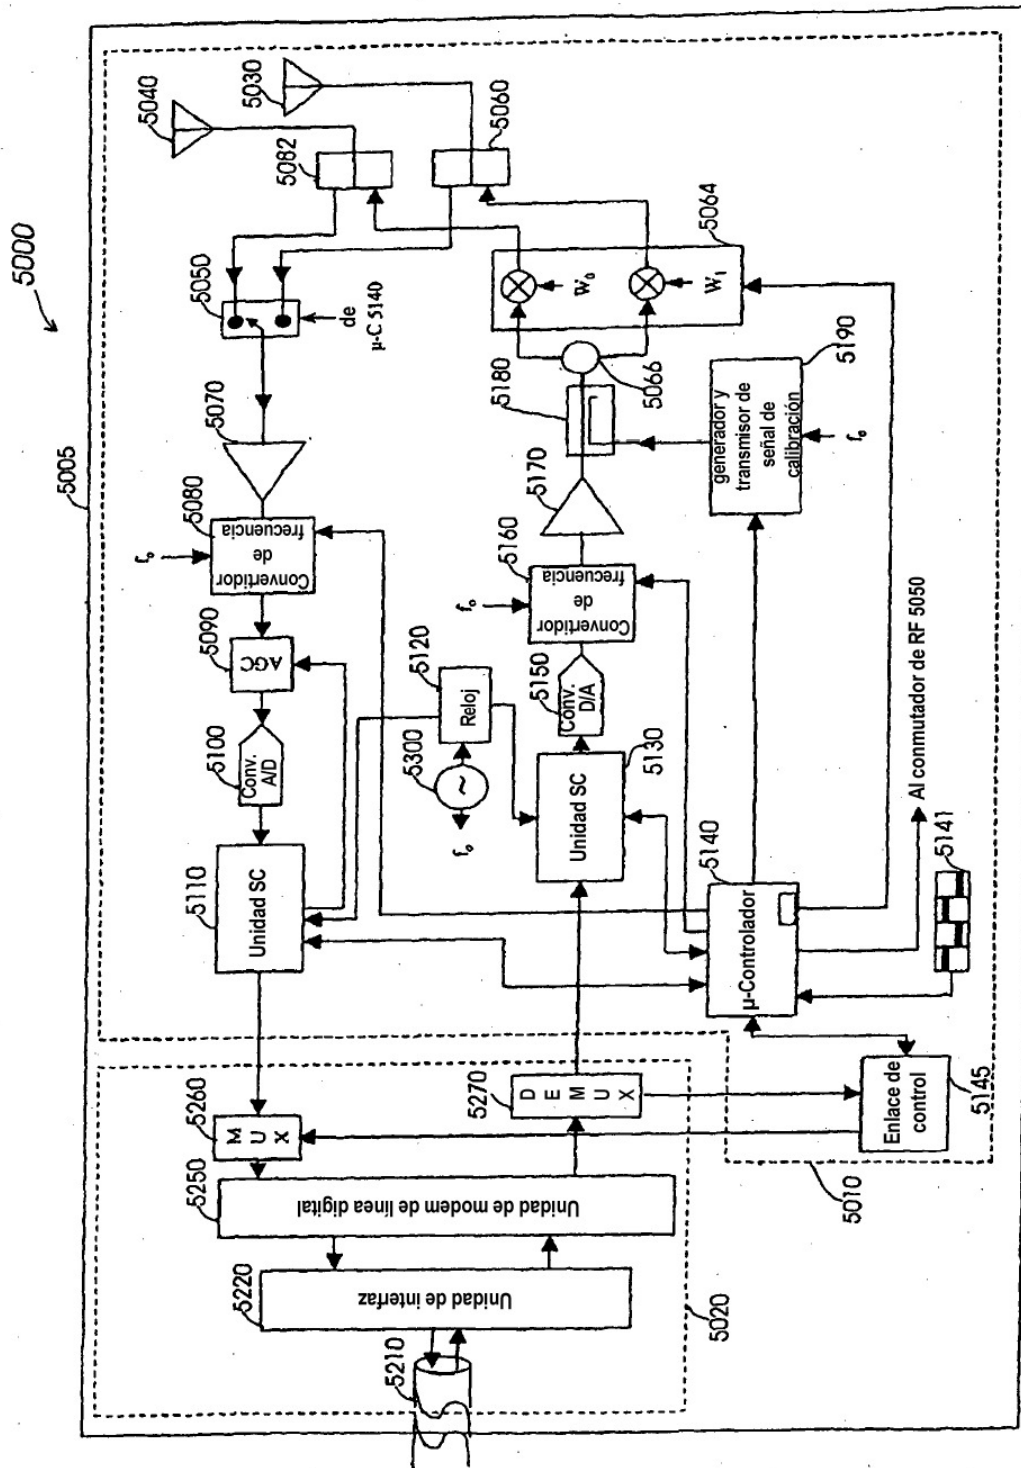 5000
5005
5040
5030
5082
5060
5050
de
µ-C 5140
5070
5080
f₀
Convertidor
de
frecuencia
5090
AGC
5100
Conv.
A/D
5110
Unidad SC
5064
W₀
W₁
5066
5180
5190
generador y
transmisor de
señal de
calibración
f₀
5170
5160
f₀
Convertidor
de
frecuencia
5150
Conv.
D/A
5120
Reloj
5300
~
f₀
5130
Unidad SC
5140
µ-Controlador
Al conmutador de RF 5050
5141
5260
M
U
X
5270
D
E
M
U
X
5145
Enlace de
control
5010
5250
Unidad de modem de línea digital
5220
Unidad de interfaz
5210
5020